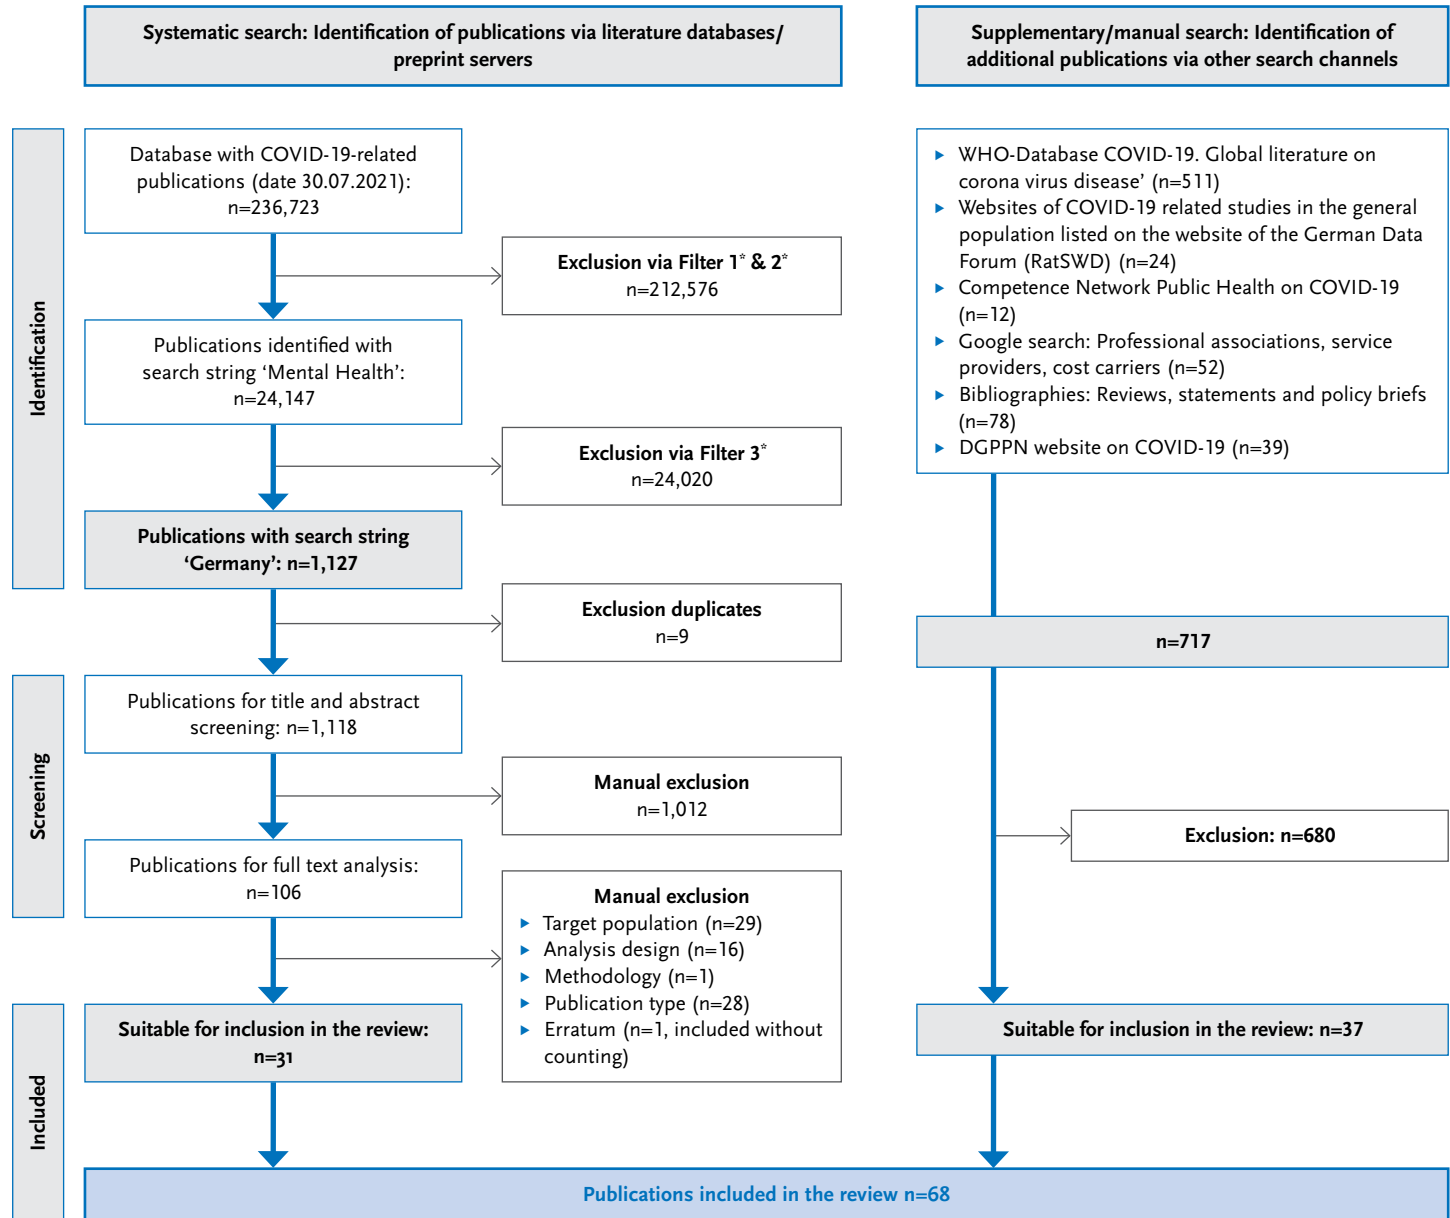 Systematic search: Identification of publications via literature databases/
preprint servers
Supplementary/manual search: Identification of
additional publications via other search channels
Identification
Database with COVID-19-related
publications (date 30.07.2021):
n=236,723
Exclusion via Filter 1* & 2*
n=212,576
Publications identified with
search string ‘Mental Health’:
n=24,147
Exclusion via Filter 3*
n=24,020
Publications with search string
‘Germany’: n=1,127
Exclusion duplicates
n=9
▸ WHO-Database COVID-19. Global literature on
corona virus disease’ (n=511)
▸ Websites of COVID-19 related studies in the general
population listed on the website of the German Data
Forum (RatSWD) (n=24)
▸ Competence Network Public Health on COVID-19
(n=12)
▸ Google search: Professional associations, service
providers, cost carriers (n=52)
▸ Bibliographies: Reviews, statements and policy briefs
(n=78)
▸ DGPPN website on COVID-19 (n=39)
n=717
Screening
Publications for title and abstract
screening: n=1,118
Manual exclusion
n=1,012
Publications for full text analysis:
n=106
Manual exclusion
▸ Target population (n=29)
▸ Analysis design (n=16)
▸ Methodology (n=1)
▸ Publication type (n=28)
▸ Erratum (n=1, included without
counting)
Exclusion: n=680
Included
Suitable for inclusion in the review:
n=31
Suitable for inclusion in the review: n=37
Publications included in the review n=68